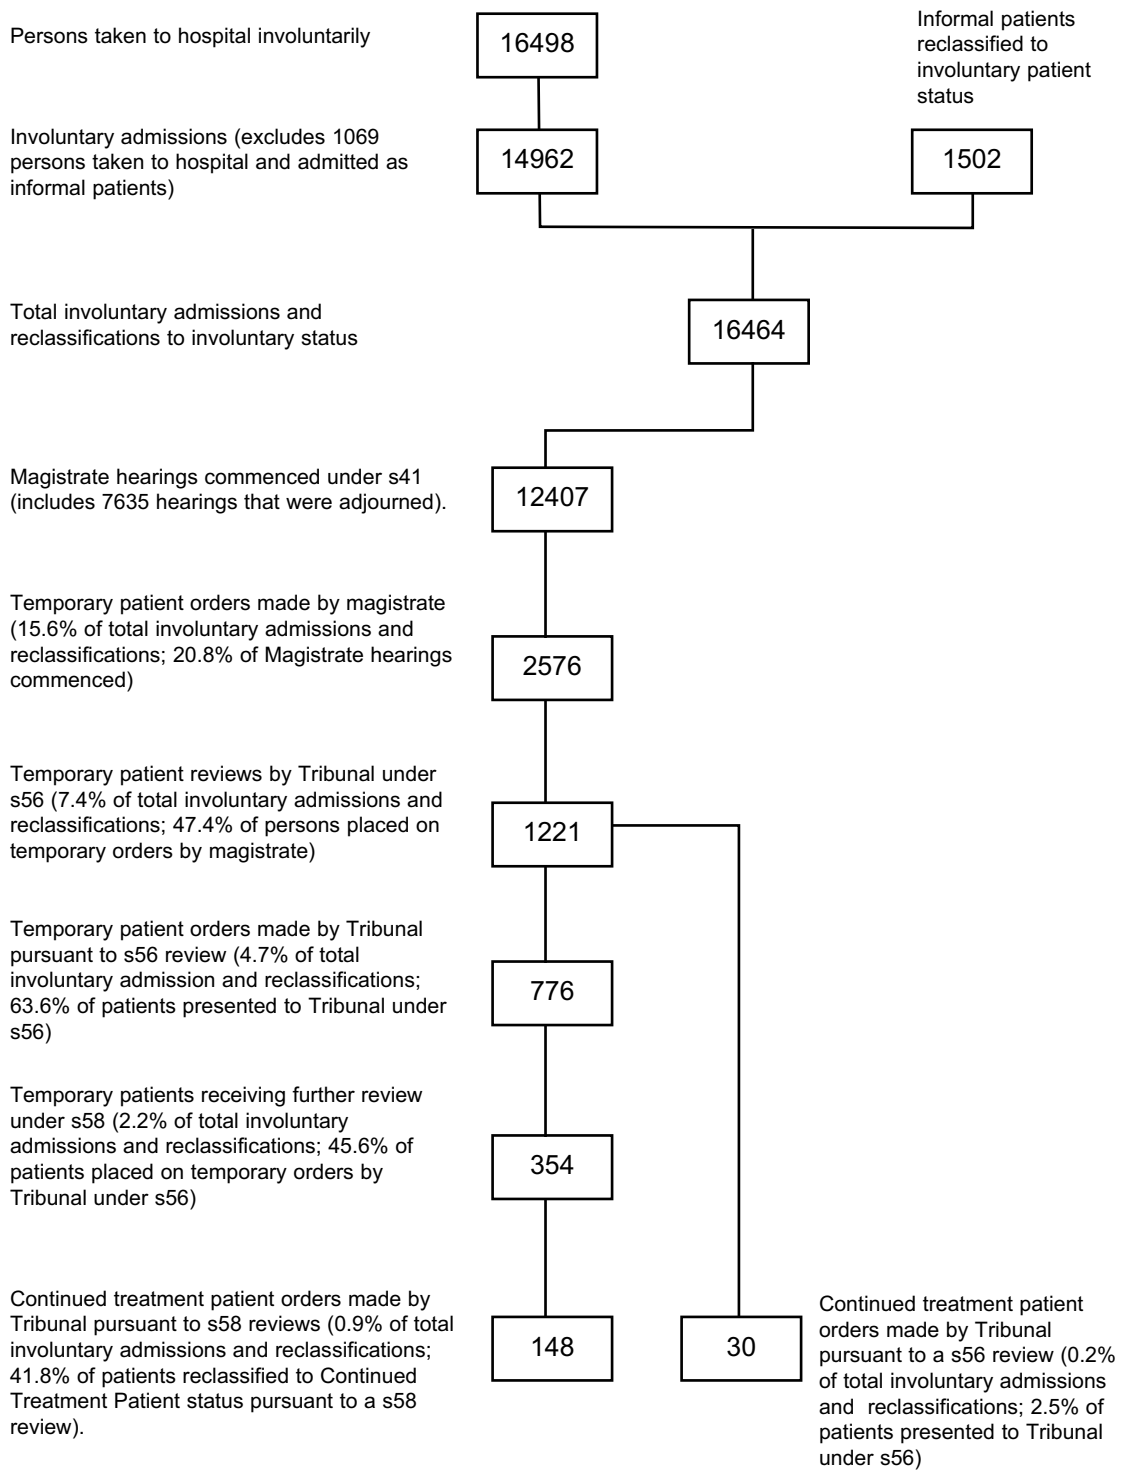 Persons taken to hospital involuntarily
16498
Informal patients
reclassified to
involuntary patient
status
Involuntary admissions (excludes 1069
persons taken to hospital and admitted as
informal patients)
14962
1502
Total involuntary admissions and
reclassifications to involuntary status
16464
Magistrate hearings commenced under s41
(includes 7635 hearings that were adjourned).
12407
Temporary patient orders made by magistrate
(15.6% of total involuntary admissions and
reclassifications; 20.8% of Magistrate hearings
commenced)
2576
Temporary patient reviews by Tribunal under
s56 (7.4% of total involuntary admissions and
reclassifications; 47.4% of persons placed on
temporary orders by magistrate)
1221
Temporary patient orders made by Tribunal
pursuant to s56 review (4.7% of total
involuntary admission and reclassifications;
63.6% of patients presented to Tribunal under
s56)
776
Temporary patients receiving further review
under s58 (2.2% of total involuntary
admissions and reclassifications; 45.6% of
patients placed on temporary orders by
Tribunal under s56)
354
Continued treatment patient orders made by
Tribunal pursuant to s58 reviews (0.9% of total
involuntary admissions and reclassifications;
41.8% of patients reclassified to Continued
Treatment Patient status pursuant to a s58
review).
148
30
Continued treatment patient
orders made by Tribunal
pursuant to a s56 review (0.2%
of total involuntary admissions
and reclassifications; 2.5% of
patients presented to Tribunal
under s56)